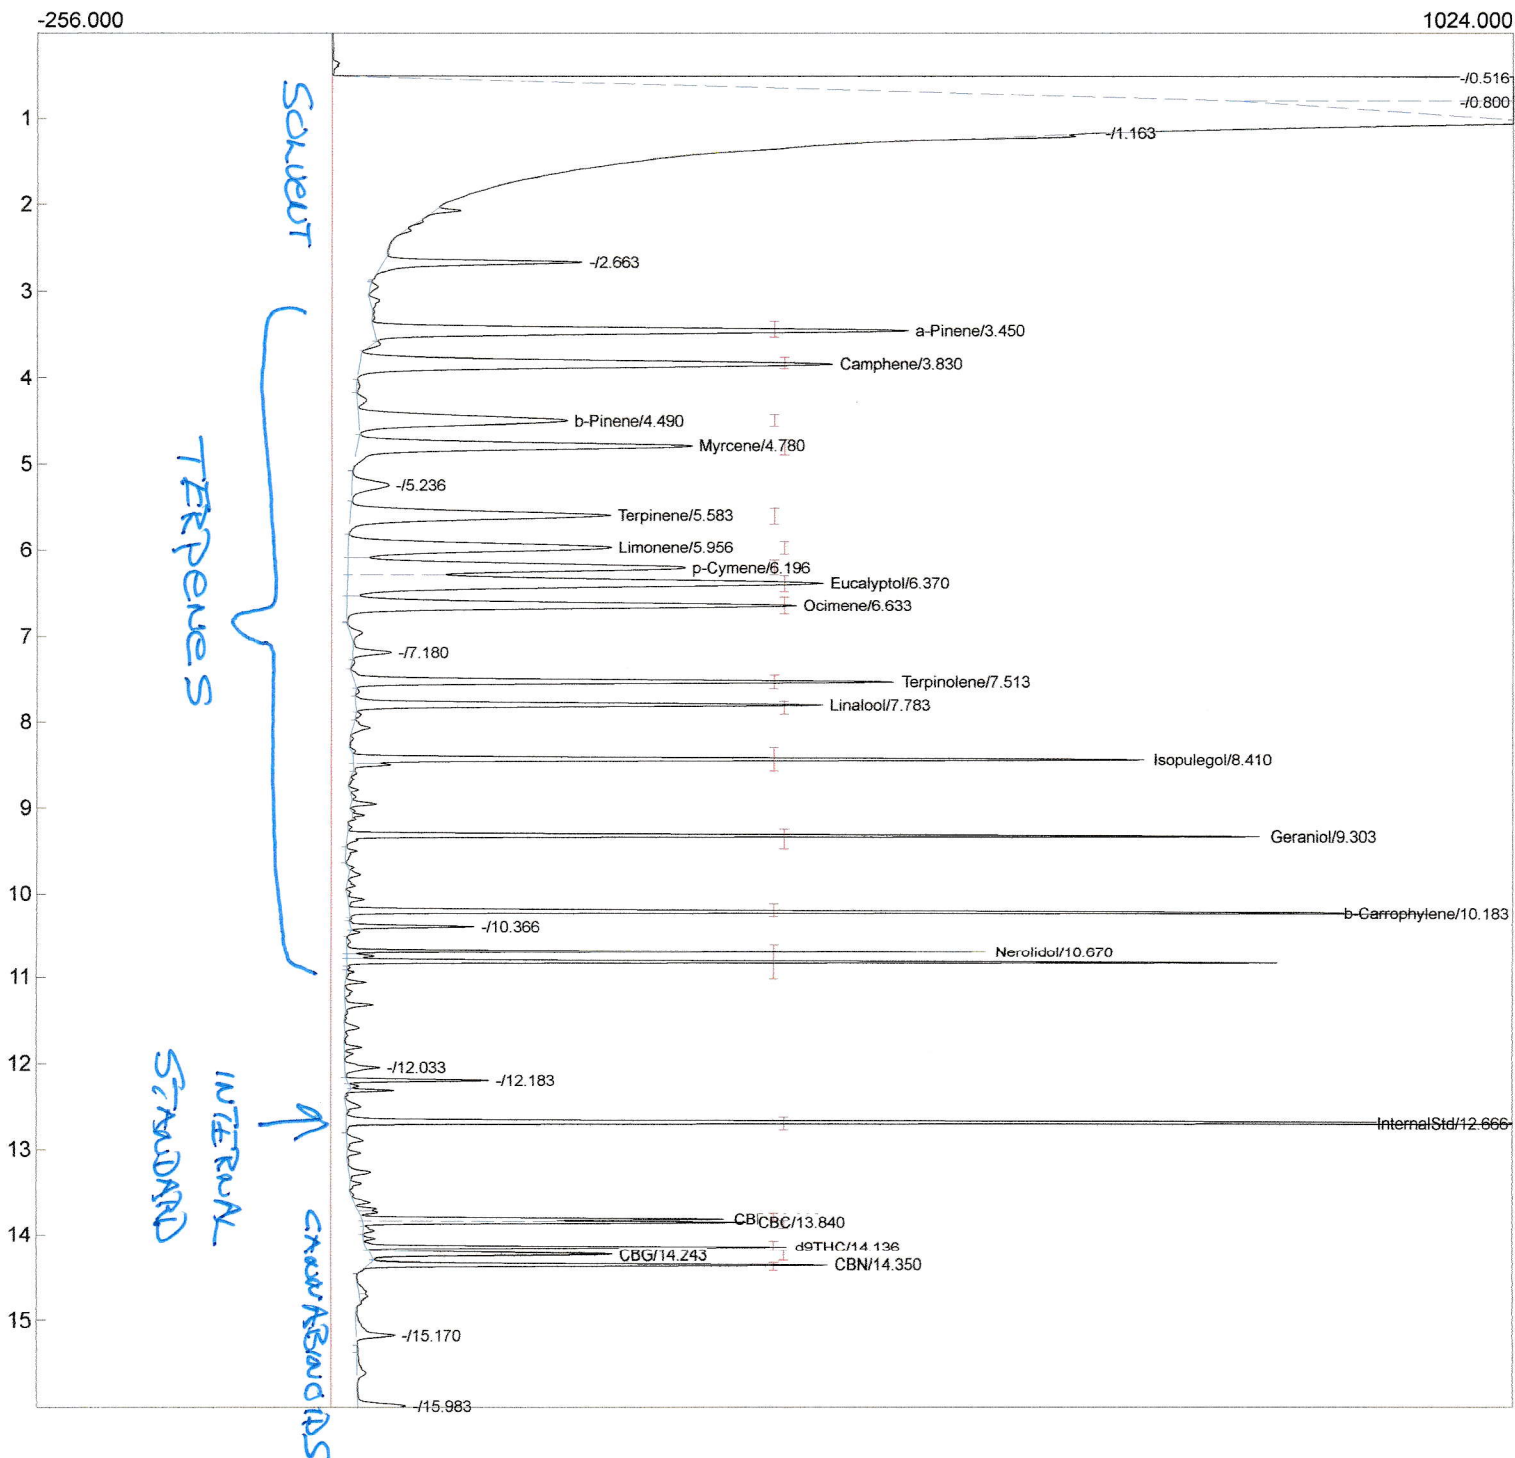 -256.000
1024.000
-/0.516
-/0.800
1
-/1.163
SOLVENT
2
-/2.663
3
a-Pinene/3.450
Camphene/3.830
4
b-Pinene/4.490
Myrcene/4.780
5
-/5.236
Terpinene/5.583
Limonene/5.956
6
p-Cymene/6.196
Eucalyptol/6.370
Ocimene/6.633
TERPENES
7
-/7.180
Terpinolene/7.513
Linalool/7.783
8
Isopulegol/8.410
9
Geraniol/9.303
10
b-Carrophylene/10.183
-/10.366
Nerolidol/10.670
11
12
-/12.033
-/12.183
INTERNAL
STANDARD
InternalStd/12.666
13
CBC/13.840
14
d9THC/14.136
CBG/14.243
CBN/14.350
CANNABINOIDS
15
-/15.170
-/15.983